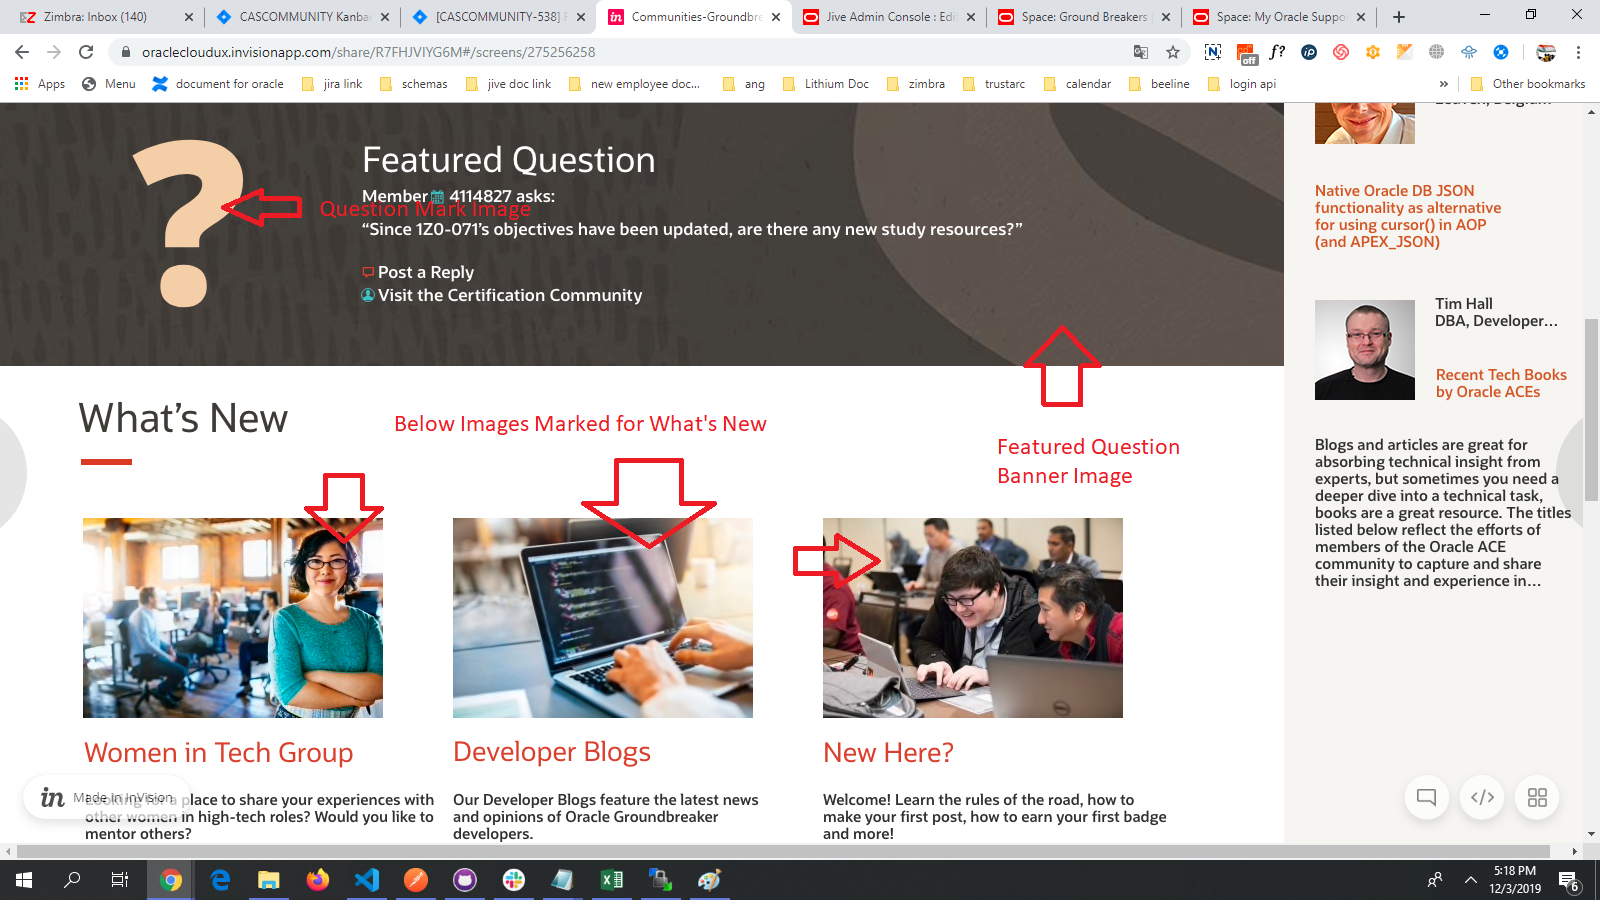 Zimbra: Inbox (140)
CASCOMMUNITY Kanba
[CASCOMMUNITY-538]
Communities-Groundbre
Jive Admin Console : Edi
Space: Ground Breakers
Space: My Oracle Suppo
oraclecloudux.invisionapp.com/share/R7FHJVIYG6M#/screens/275256258
off
f?
Apps
Menu
document for oracle
jira link
schemas
jive doc link
new employee doc...
ang
Lithium Doc
zimbra
trustarc
calendar
beeline
login api
»
Other bookmarks
Featured Question
Member 4114827 asks:
Question Mark Image
“Since 1Z0-071’s objectives have been updated, are there any new study resources?”
Post a Reply
Visit the Certification Community
?
What’s New
Below Images Marked for What's New
Featured Question
Banner Image
Women in Tech Group
Looking for a place to share your experiences with
other women in high-tech roles? Would you like to
mentor others?
in Made in InVision
Developer Blogs
Our Developer Blogs feature the latest news
and opinions of Oracle Groundbreaker
developers.
New Here?
Welcome! Learn the rules of the road, how to
make your first post, how to earn your first badge
and more!
Leuven, Belgium...
Native Oracle DB JSON
functionality as alternative
for using cursor() in AOP
(and APEX_JSON)
Tim Hall
DBA, Developer...
Recent Tech Books
by Oracle ACEs
Blogs and articles are great for
absorbing technical insight from
experts, but sometimes you need a
deeper dive into a technical task,
books are a great resource. The titles
listed below reflect the efforts of
members of the Oracle ACE
community to capture and share
their insight and experience in...
5:18 PM
12/3/2019
6